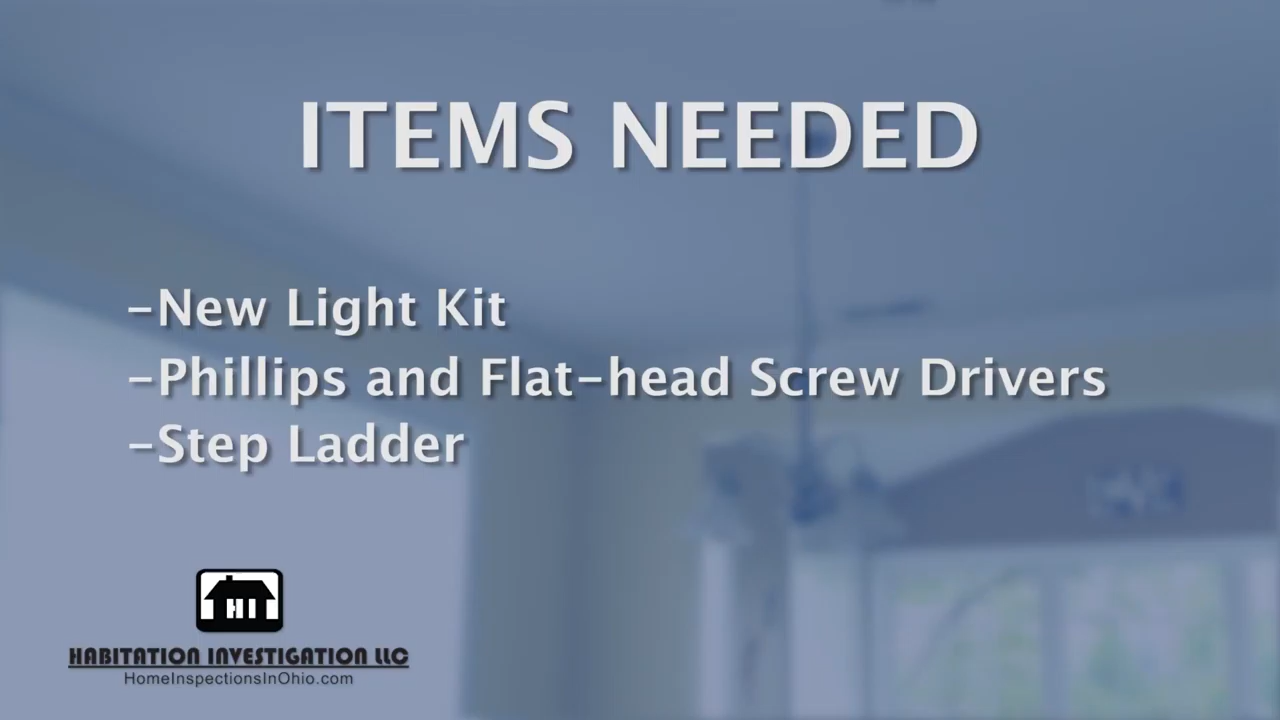 ITEMS NEEDED
-New Light Kit
-Phillips and Flat-head Screw Drivers
-Step Ladder
HI
HABITATION INVESTIGATION LLC
HomeInspectionsInOhio.com